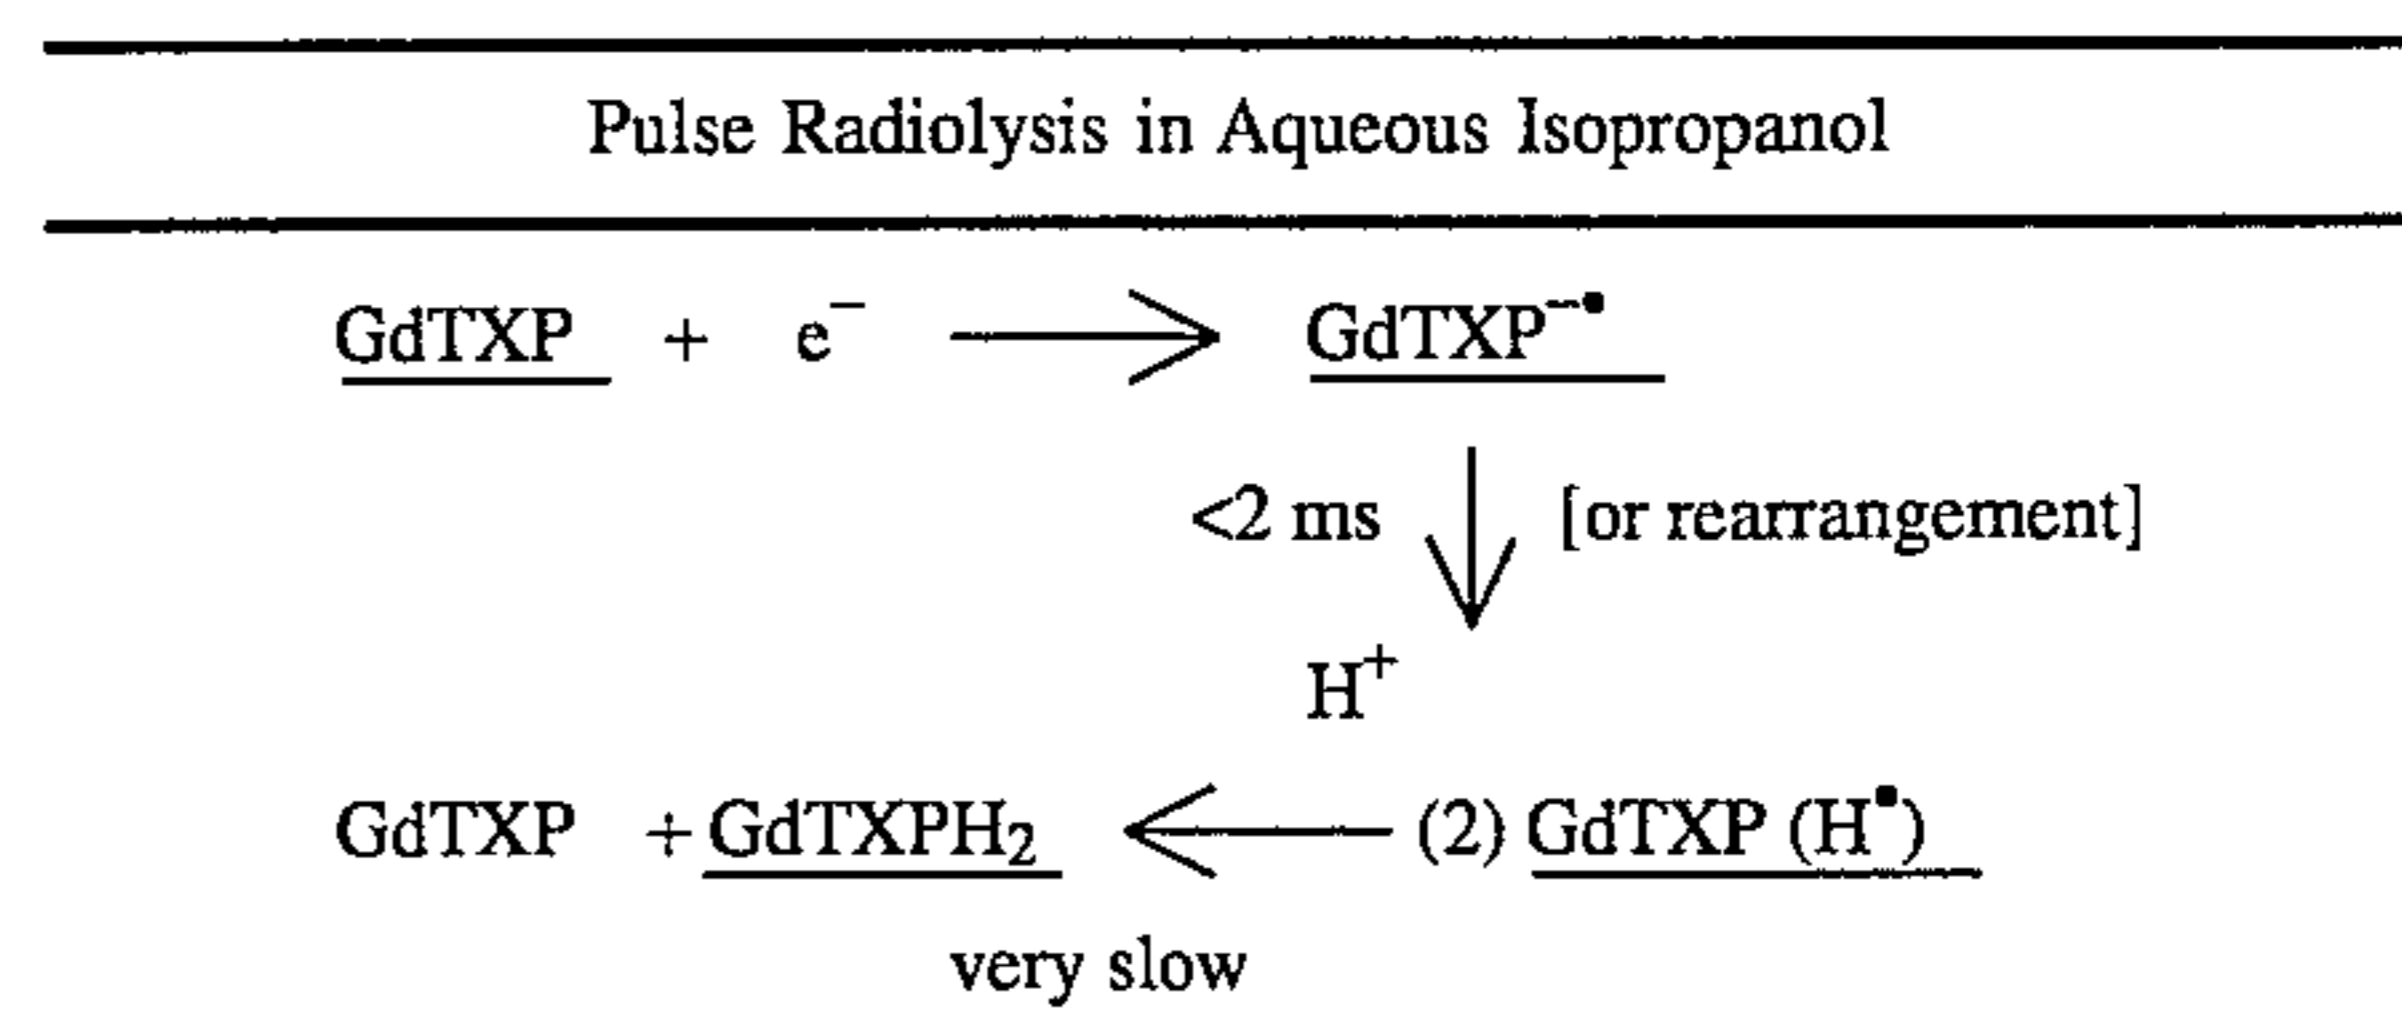 Pulse Radiolysis in Aqueous Isopropanol
GdTXP + e⁻ ⟶ GdTXP⁻•
<2 ms [or rearrangement]
H⁺
GdTXP + GdTXPH₂ ⟵ (2) GdTXP (H•)
very slow